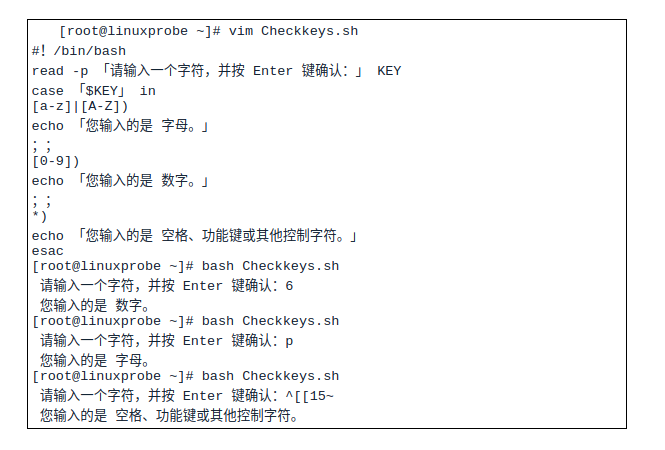 [root@linuxprobe ~]# vim Checkkeys.sh
#！/bin/bash
read -p 「请输入一个字符，并按 Enter 键确认：」 KEY
case 「$KEY」 in
[a-z]|[A-Z])
echo 「您输入的是 字母。」
；；
[0-9])
echo 「您输入的是 数字。」
；；
*)
echo 「您输入的是 空格、功能键或其他控制字符。」
esac
[root@linuxprobe ~]# bash Checkkeys.sh
请输入一个字符，并按 Enter 键确认：6
您输入的是 数字。
[root@linuxprobe ~]# bash Checkkeys.sh
请输入一个字符，并按 Enter 键确认：p
您输入的是 字母。
[root@linuxprobe ~]# bash Checkkeys.sh
请输入一个字符，并按 Enter 键确认：^[[15~
您输入的是 空格、功能键或其他控制字符。